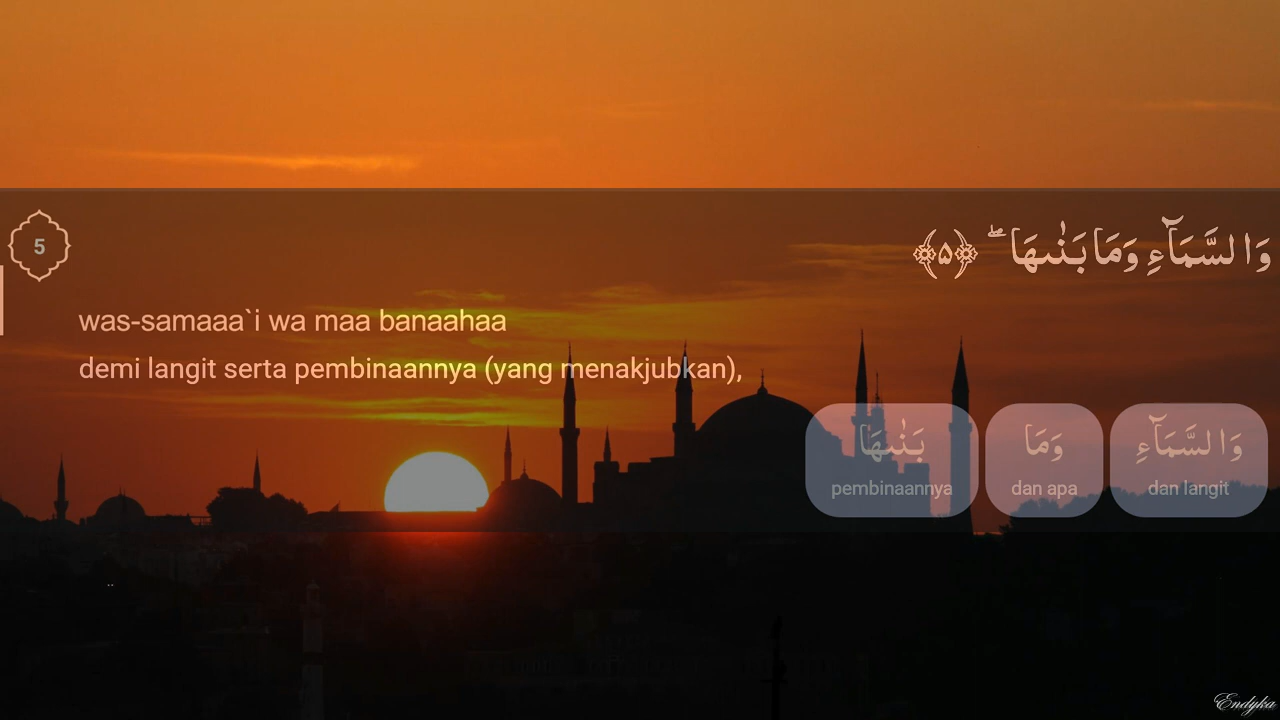 وَالسَّمَآءِ وَمَا بَنٰىهَا ۖ ﴿۵﴾
5
was-samaaa`i wa maa banaahaa
demi langit serta pembinaannya (yang menakjubkan),
وَالسَّمَآءِ وَمَا بَنٰىهَا
dan langit dan apa pembinaannya
Endyka